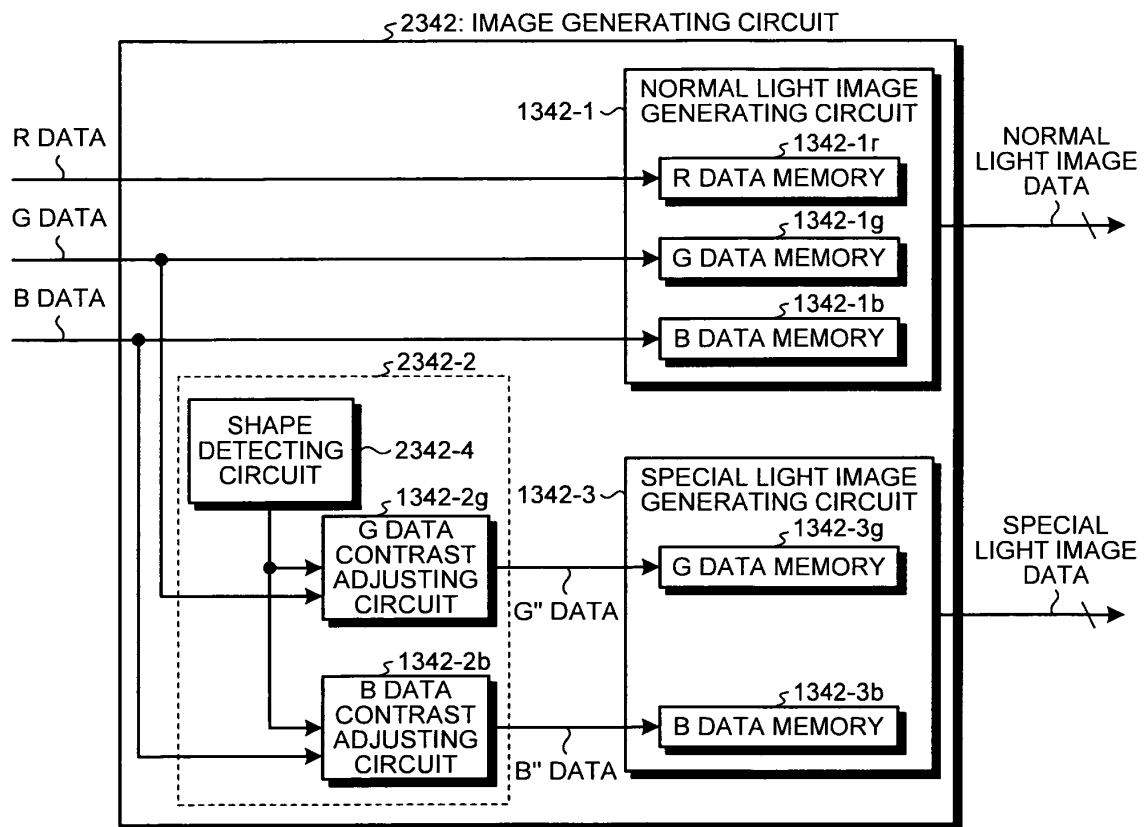 2342: IMAGE GENERATING CIRCUIT
1342-1
NORMAL LIGHT IMAGE
GENERATING CIRCUIT
R DATA
1342-1r
R DATA MEMORY
NORMAL
LIGHT IMAGE
DATA
G DATA
1342-1g
G DATA MEMORY
B DATA
1342-1b
B DATA MEMORY
2342-2
SHAPE
DETECTING
CIRCUIT
2342-4
1342-3
SPECIAL LIGHT IMAGE
GENERATING CIRCUIT
1342-2g
G DATA
CONTRAST
ADJUSTING
CIRCUIT
G" DATA
1342-3g
G DATA MEMORY
SPECIAL
LIGHT IMAGE
DATA
1342-2b
B DATA
CONTRAST
ADJUSTING
CIRCUIT
B" DATA
1342-3b
B DATA MEMORY